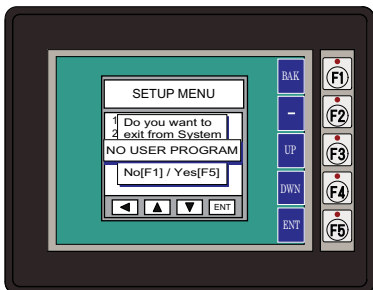 SETUP MENU
1 Do you want to
2 exit from System
NO USER PROGRAM
No[F1] / Yes[F5]
ENT
BAK
–
UP
DWN
ENT
F1
F2
F3
F4
F5